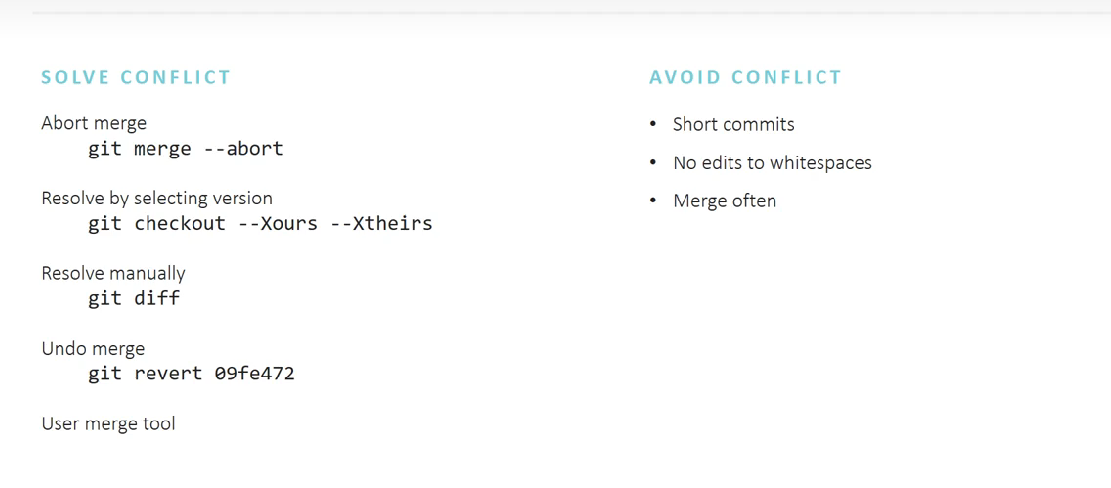 SOLVE CONFLICT
Abort merge
git merge --abort
Resolve by selecting version
git checkout --Xours --Xtheirs
Resolve manually
git diff
Undo merge
git revert 09fe472
User merge tool
AVOID CONFLICT
• Short commits
• No edits to whitespaces
• Merge often